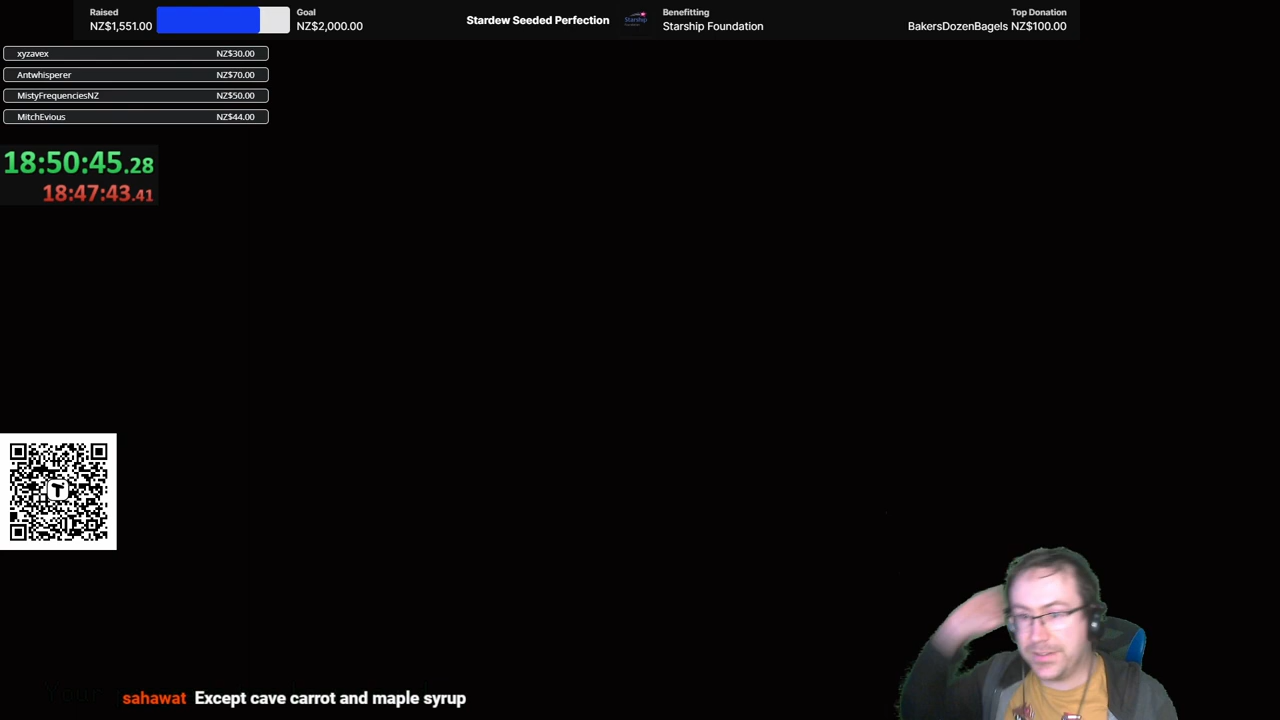 Raised
NZ$1,551.00
Goal
NZ$2,000.00
Stardew Seeded Perfection
Starship
Benefitting
Starship Foundation
Top Donation
BakersDozenBagels NZ$100.00
xyzavex NZ$30.00
Antwhisperer NZ$70.00
MistyFrequenciesNZ NZ$50.00
MitchEvious NZ$44.00
18:50:45.28
18:47:43.41
T
sahawat Except cave carrot and maple syrup